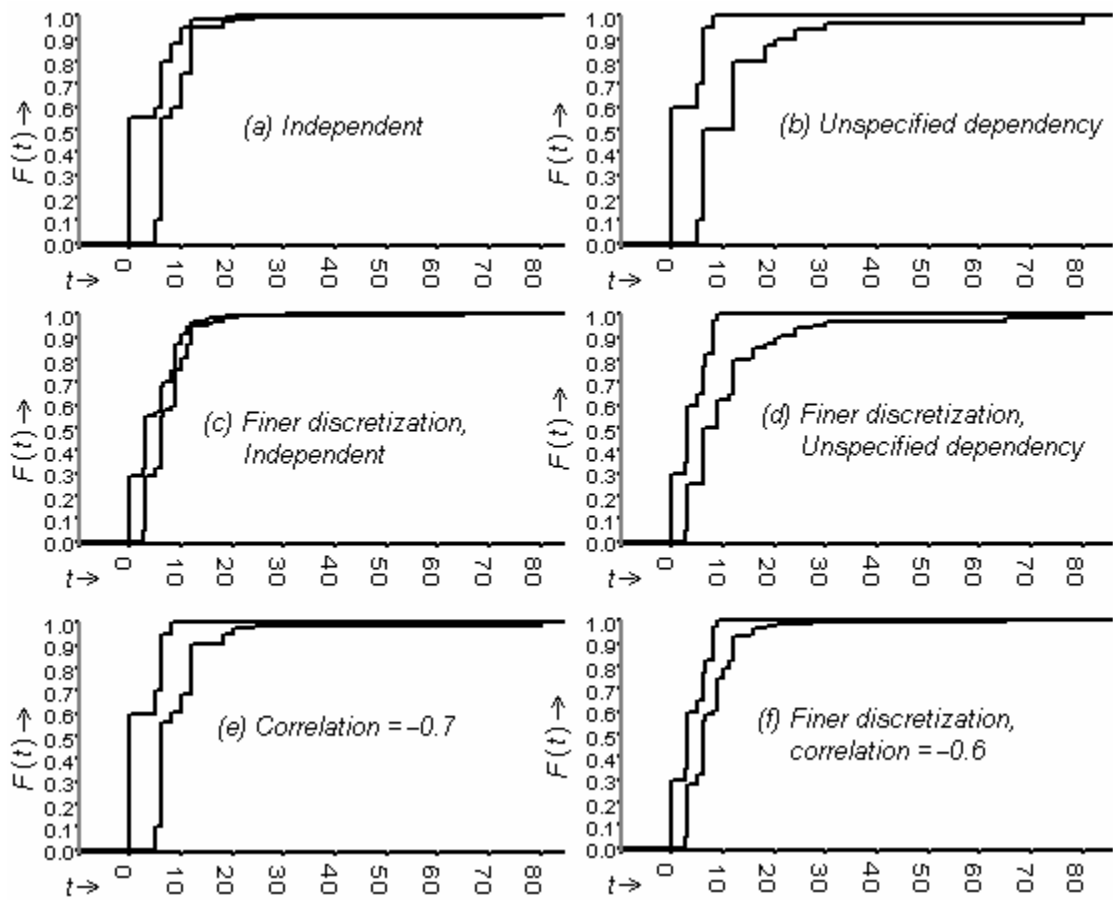 1.0
0.9
0.8
0.7
0.6
0.5
0.4
0.3
0.2
0.1
0.0
F(t) →
(a) Independent
t→
0 10 20 30 40 50 60 70 80
1.0
0.9
0.8
0.7
0.6
0.5
0.4
0.3
0.2
0.1
0.0
F(t) →
(b) Unspecified dependency
t→
0 10 20 30 40 50 60 70 80
1.0
0.9
0.8
0.7
0.6
0.5
0.4
0.3
0.2
0.1
0.0
F(t) →
(c) Finer discretization,
Independent
t→
0 10 20 30 40 50 60 70 80
1.0
0.9
0.8
0.7
0.6
0.5
0.4
0.3
0.2
0.1
0.0
F(t) →
(d) Finer discretization,
Unspecified dependency
t→
0 10 20 30 40 50 60 70 80
1.0
0.9
0.8
0.7
0.6
0.5
0.4
0.3
0.2
0.1
0.0
F(t) →
(e) Correlation = –0.7
t→
0 10 20 30 40 50 60 70 80
1.0
0.9
0.8
0.7
0.6
0.5
0.4
0.3
0.2
0.1
0.0
F(t) →
(f) Finer discretization,
correlation = –0.6
t→
0 10 20 30 40 50 60 70 80